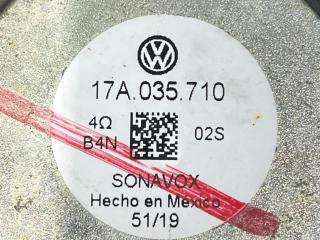 17A.035.710
4Ω
B4N 02S
SONAVOX
Hecho en Mexico
51/19